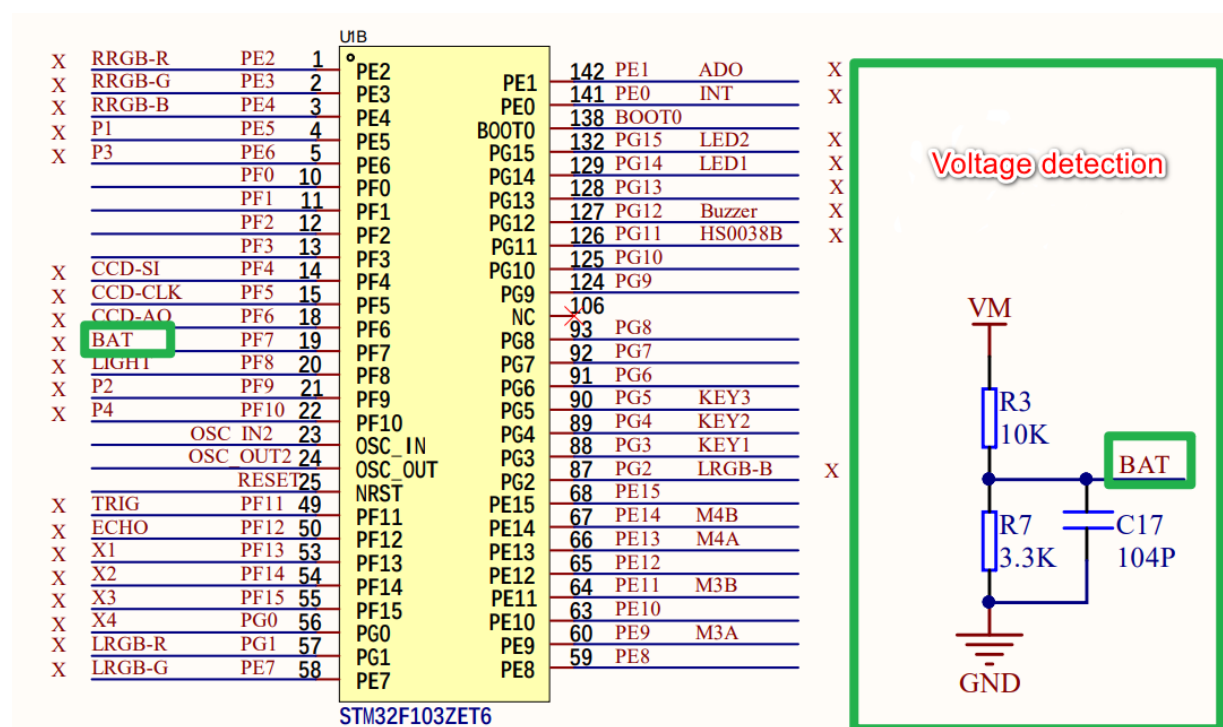 U1B
X RRGB-R PE2 1 PE2
X RRGB-G PE3 2 PE3
X RRGB-B PE4 3 PE4
X P1 PE5 4 PE5
X P3 PE6 5 PE6
PF0 10 PF0
PF1 11 PF1
PF2 12 PF2
PF3 13 PF3
X CCD-SI PF4 14 PF4
X CCD-CLK PF5 15 PF5
X CCD-AO PF6 18 PF6
X BAT PF7 19 PF7
X LIGHT PF8 20 PF8
X P2 PF9 21 PF9
X P4 PF10 22 PF10
OSC_IN2 23 OSC_IN
OSC_OUT2 24 OSC_OUT
RESET 25 NRST
X TRIG PF11 49 PF11
X ECHO PF12 50 PF12
X X1 PF13 53 PF13
X X2 PF14 54 PF14
X X3 PF15 55 PF15
X X4 PG0 56 PG0
X LRGB-R PG1 57 PG1
X LRGB-G PE7 58 PE7
PE1 142 PE1 ADO X
PE0 141 PE0 INT X
BOOT0 138 BOOT0
PG15 132 PG15 LED2 X
PG14 129 PG14 LED1 X
PG13 128 PG13 X
PG12 127 PG12 Buzzer X
PG11 126 PG11 HS0038B X
PG10 125 PG10
PG9 124 PG9
NC 106
PG8 93 PG8
PG7 92 PG7
PG6 91 PG6
PG5 90 PG5 KEY3
PG4 89 PG4 KEY2
PG3 88 PG3 KEY1
PG2 87 PG2 LRGB-B X
PE15 68 PE15
PE14 67 PE14 M4B
PE13 66 PE13 M4A
PE12 65 PE12
PE11 64 PE11 M3B
PE10 63 PE10
PE9 60 PE9 M3A
PE8 59 PE8
STM32F103ZET6
Voltage detection
VM
R3
10K
BAT
R7
3.3K
C17
104P
GND